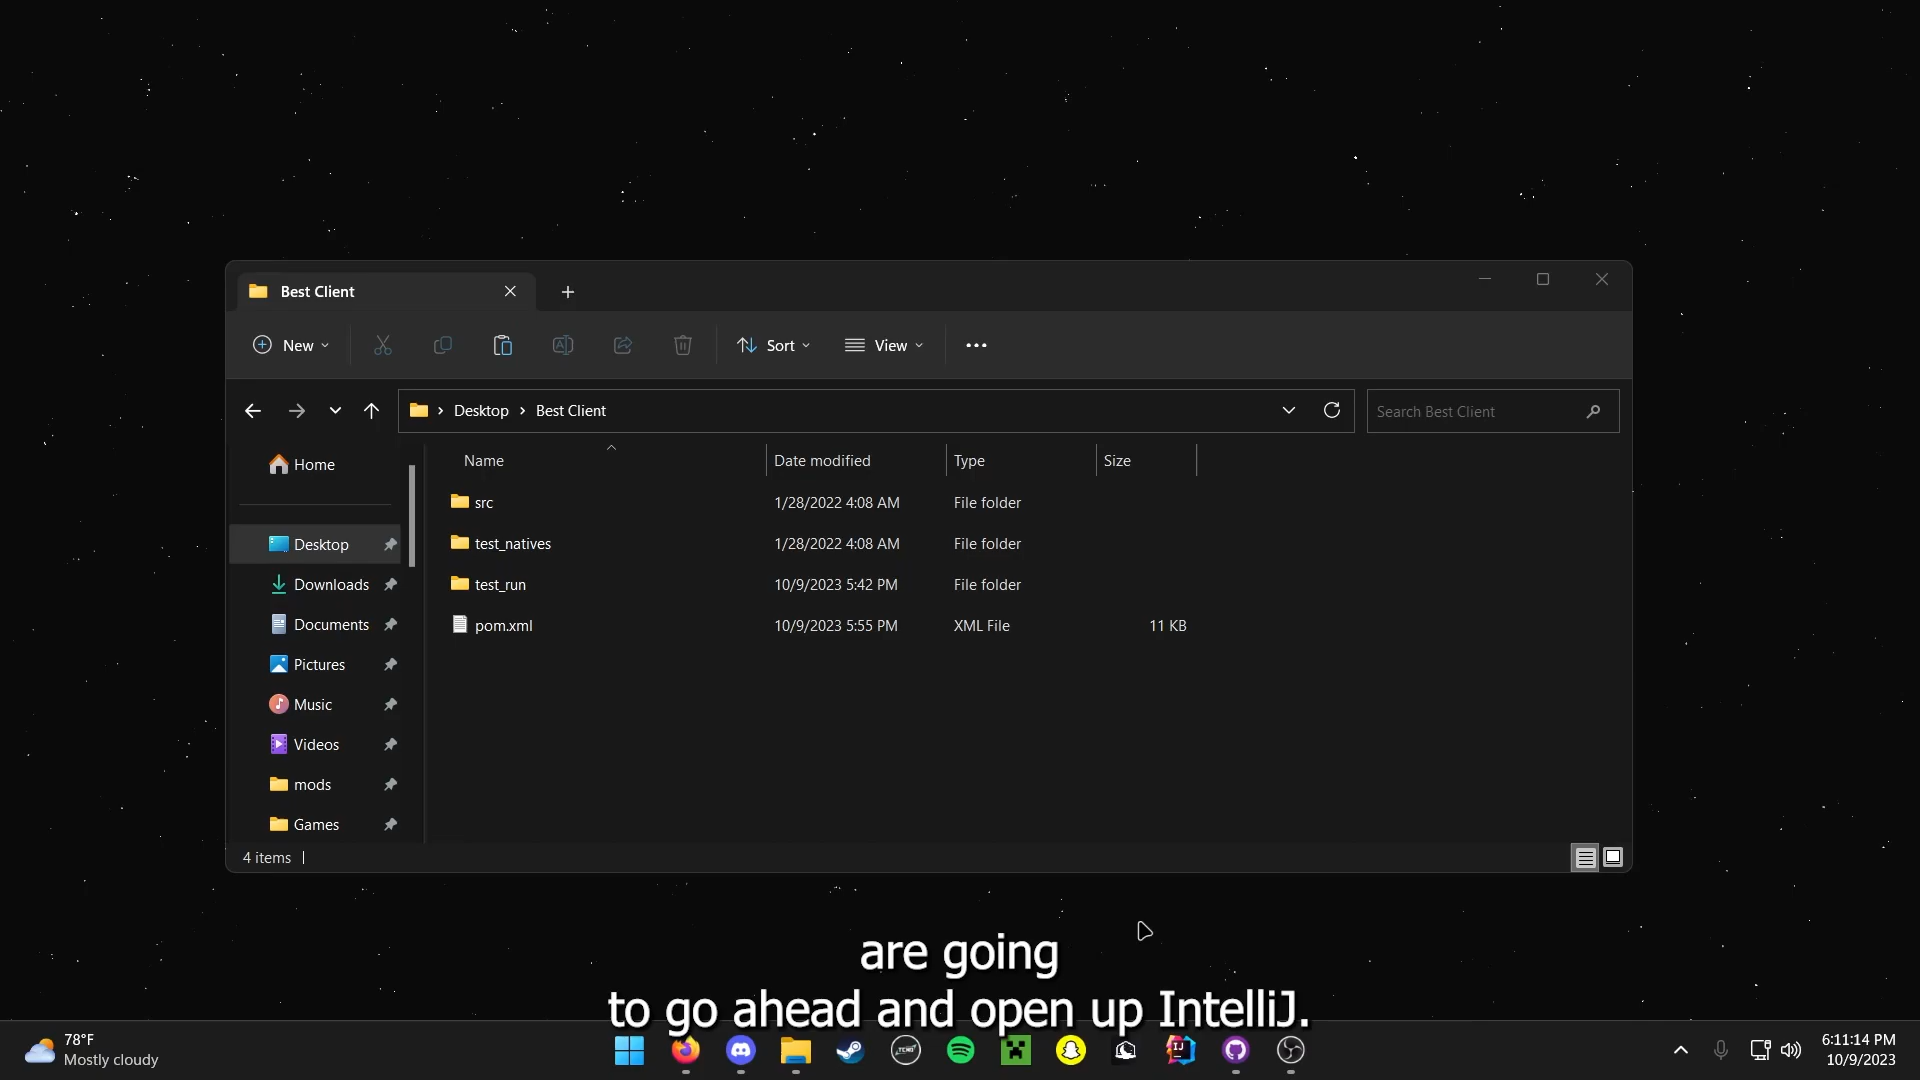 Best Client
New
Sort
View
Desktop
Best Client
Search Best Client
Home
Desktop
Downloads
Documents
Pictures
Music
Videos
mods
Games
Name Date modified Type Size
src 1/28/2022 4:08 AM File folder
test_natives 1/28/2022 4:08 AM File folder
test_run 10/9/2023 5:42 PM File folder
pom.xml 10/9/2023 5:55 PM XML File 11 KB
4 items
are going
to go ahead and open up IntelliJ.
78°F
Mostly cloudy
IJ
6:11:14 PM
10/9/2023